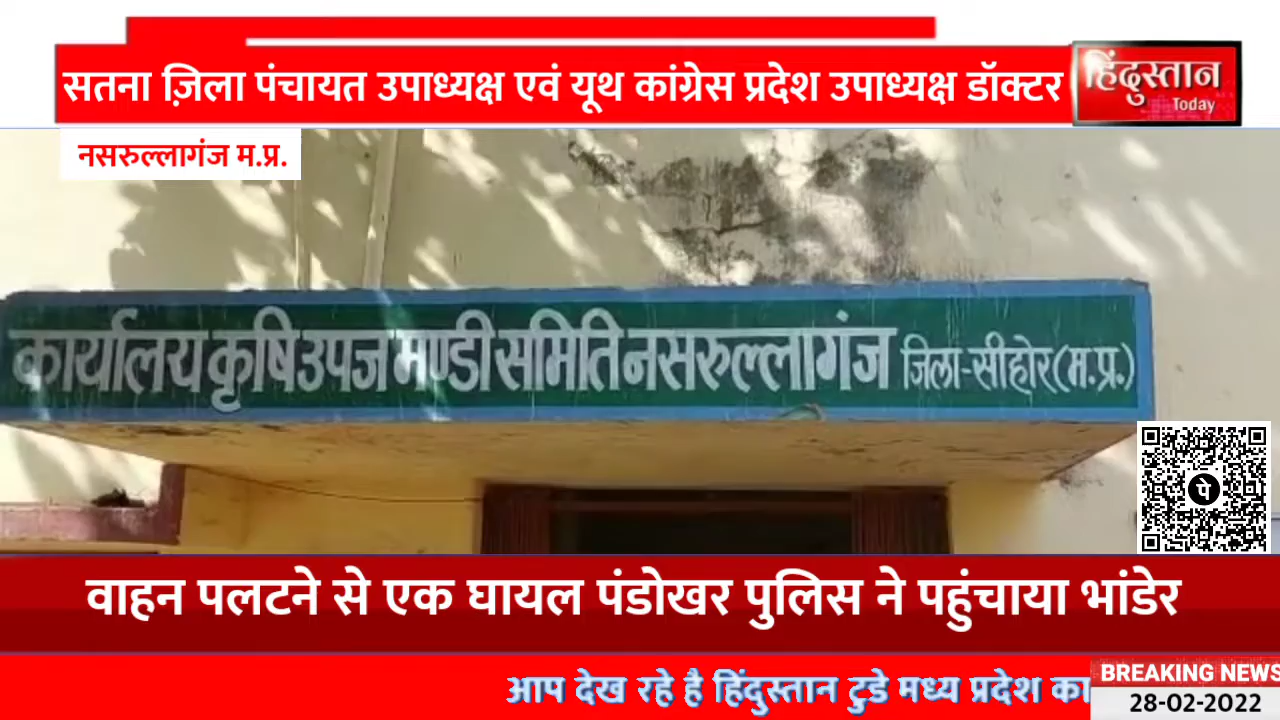 सतना ज़िला पंचायत उपाध्यक्ष एवं यूथ कांग्रेस प्रदेश उपाध्यक्ष डॉक्टर
हिंदुस्तान
Today
नसरुल्लागंज म.प्र.
कार्यालय कृषि उपज मण्डी समिति नसरुल्लागंज जिला-सीहोर(म.प्र.)
पे
वाहन पलटने से एक घायल पंडोखर पुलिस ने पहुंचाया भांडेर
आप देख रहे है हिंदुस्तान टुडे मध्य प्रदेश का
BREAKING NEWS
28-02-2022